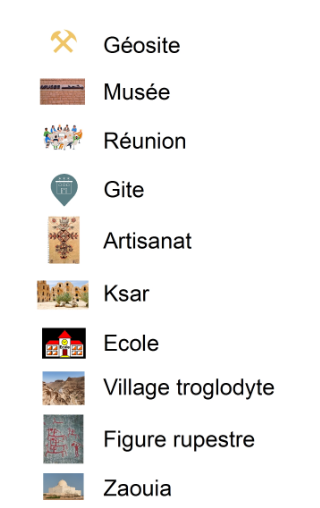 Géosite
Musée
Réunion
Gite
Artisanat
Ksar
Ecole
Village troglodyte
Figure rupestre
Zaouia